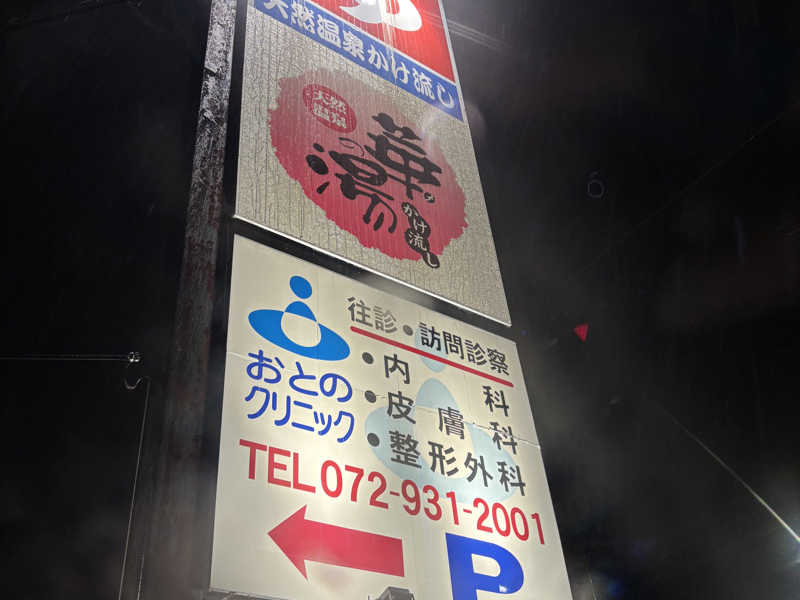 天然温泉かけ流し
天然
温泉
華の湯
かけ流し
往診・訪問診察
おとの
クリニック
・内科
・皮膚科
・整形外科
TEL072-931-2001
P